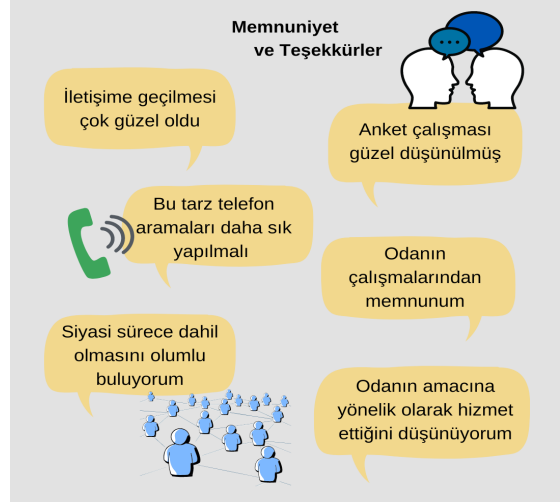 Memnuniyet
ve Teşekkürler
İletişime geçilmesi
çok güzel oldu
Anket çalışması
güzel düşünülmüş
Bu tarz telefon
aramaları daha sık
yapılmalı
Odanın
çalışmalarından
memnunum
Siyasi sürece dahil
olmasını olumlu
buluyorum
Odanın amacına
yönelik olarak hizmet
ettiğini düşünüyorum